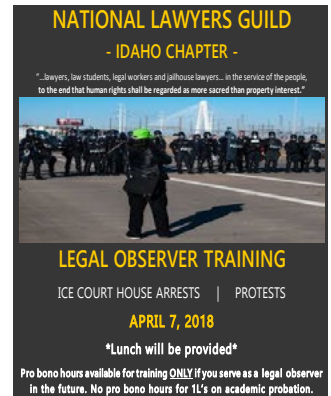 NATIONAL LAWYERS GUILD
- IDAHO CHAPTER -
"...lawyers, law students, legal workers and jailhouse lawyers... in the service of the people,
to the end that human rights shall be regarded as more sacred than property interest."
LEGAL OBSERVER TRAINING
ICE COURT HOUSE ARRESTS | PROTESTS
APRIL 7, 2018
*Lunch will be provided*
Pro bono hours available for training ONLY if you serve as a legal observer
in the future. No pro bono hours for 1L's on academic probation.